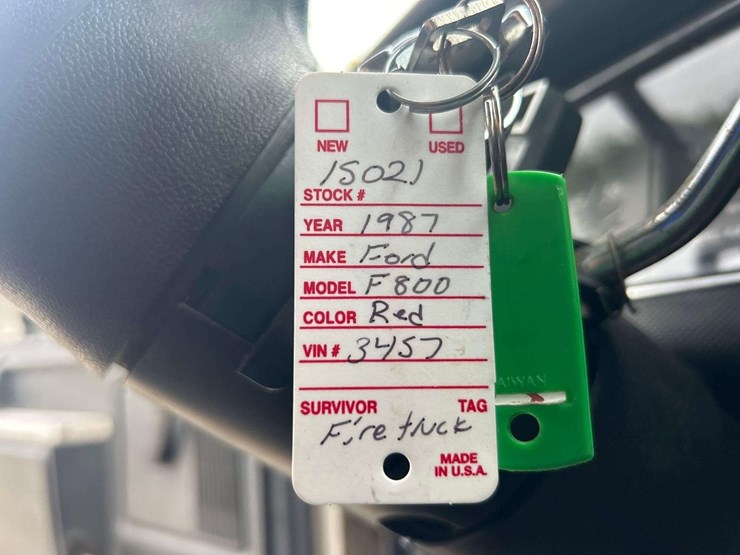 NEW USED
15021
STOCK #
YEAR 1987
MAKE Ford
MODEL F800
COLOR Red
VIN # 3457
SURVIVOR TAG
Fire truck
MADE
IN U.S.A.